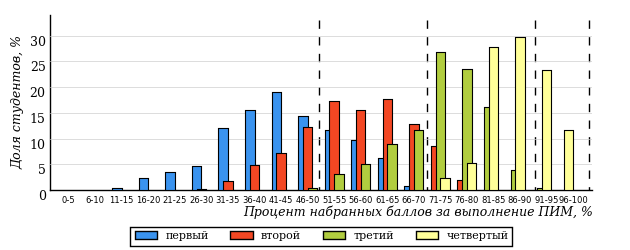 Доля студентов, %
30
25
20
15
10
5
0
0-5 6-10 11-15 16-20 21-25 26-30 31-35 36-40 41-45 46-50 51-55 56-60 61-65 66-70 71-75 76-80 81-85 86-90 91-95 96-100
Процент набранных баллов за выполнение ПИМ, %
первый второй третий четвертый